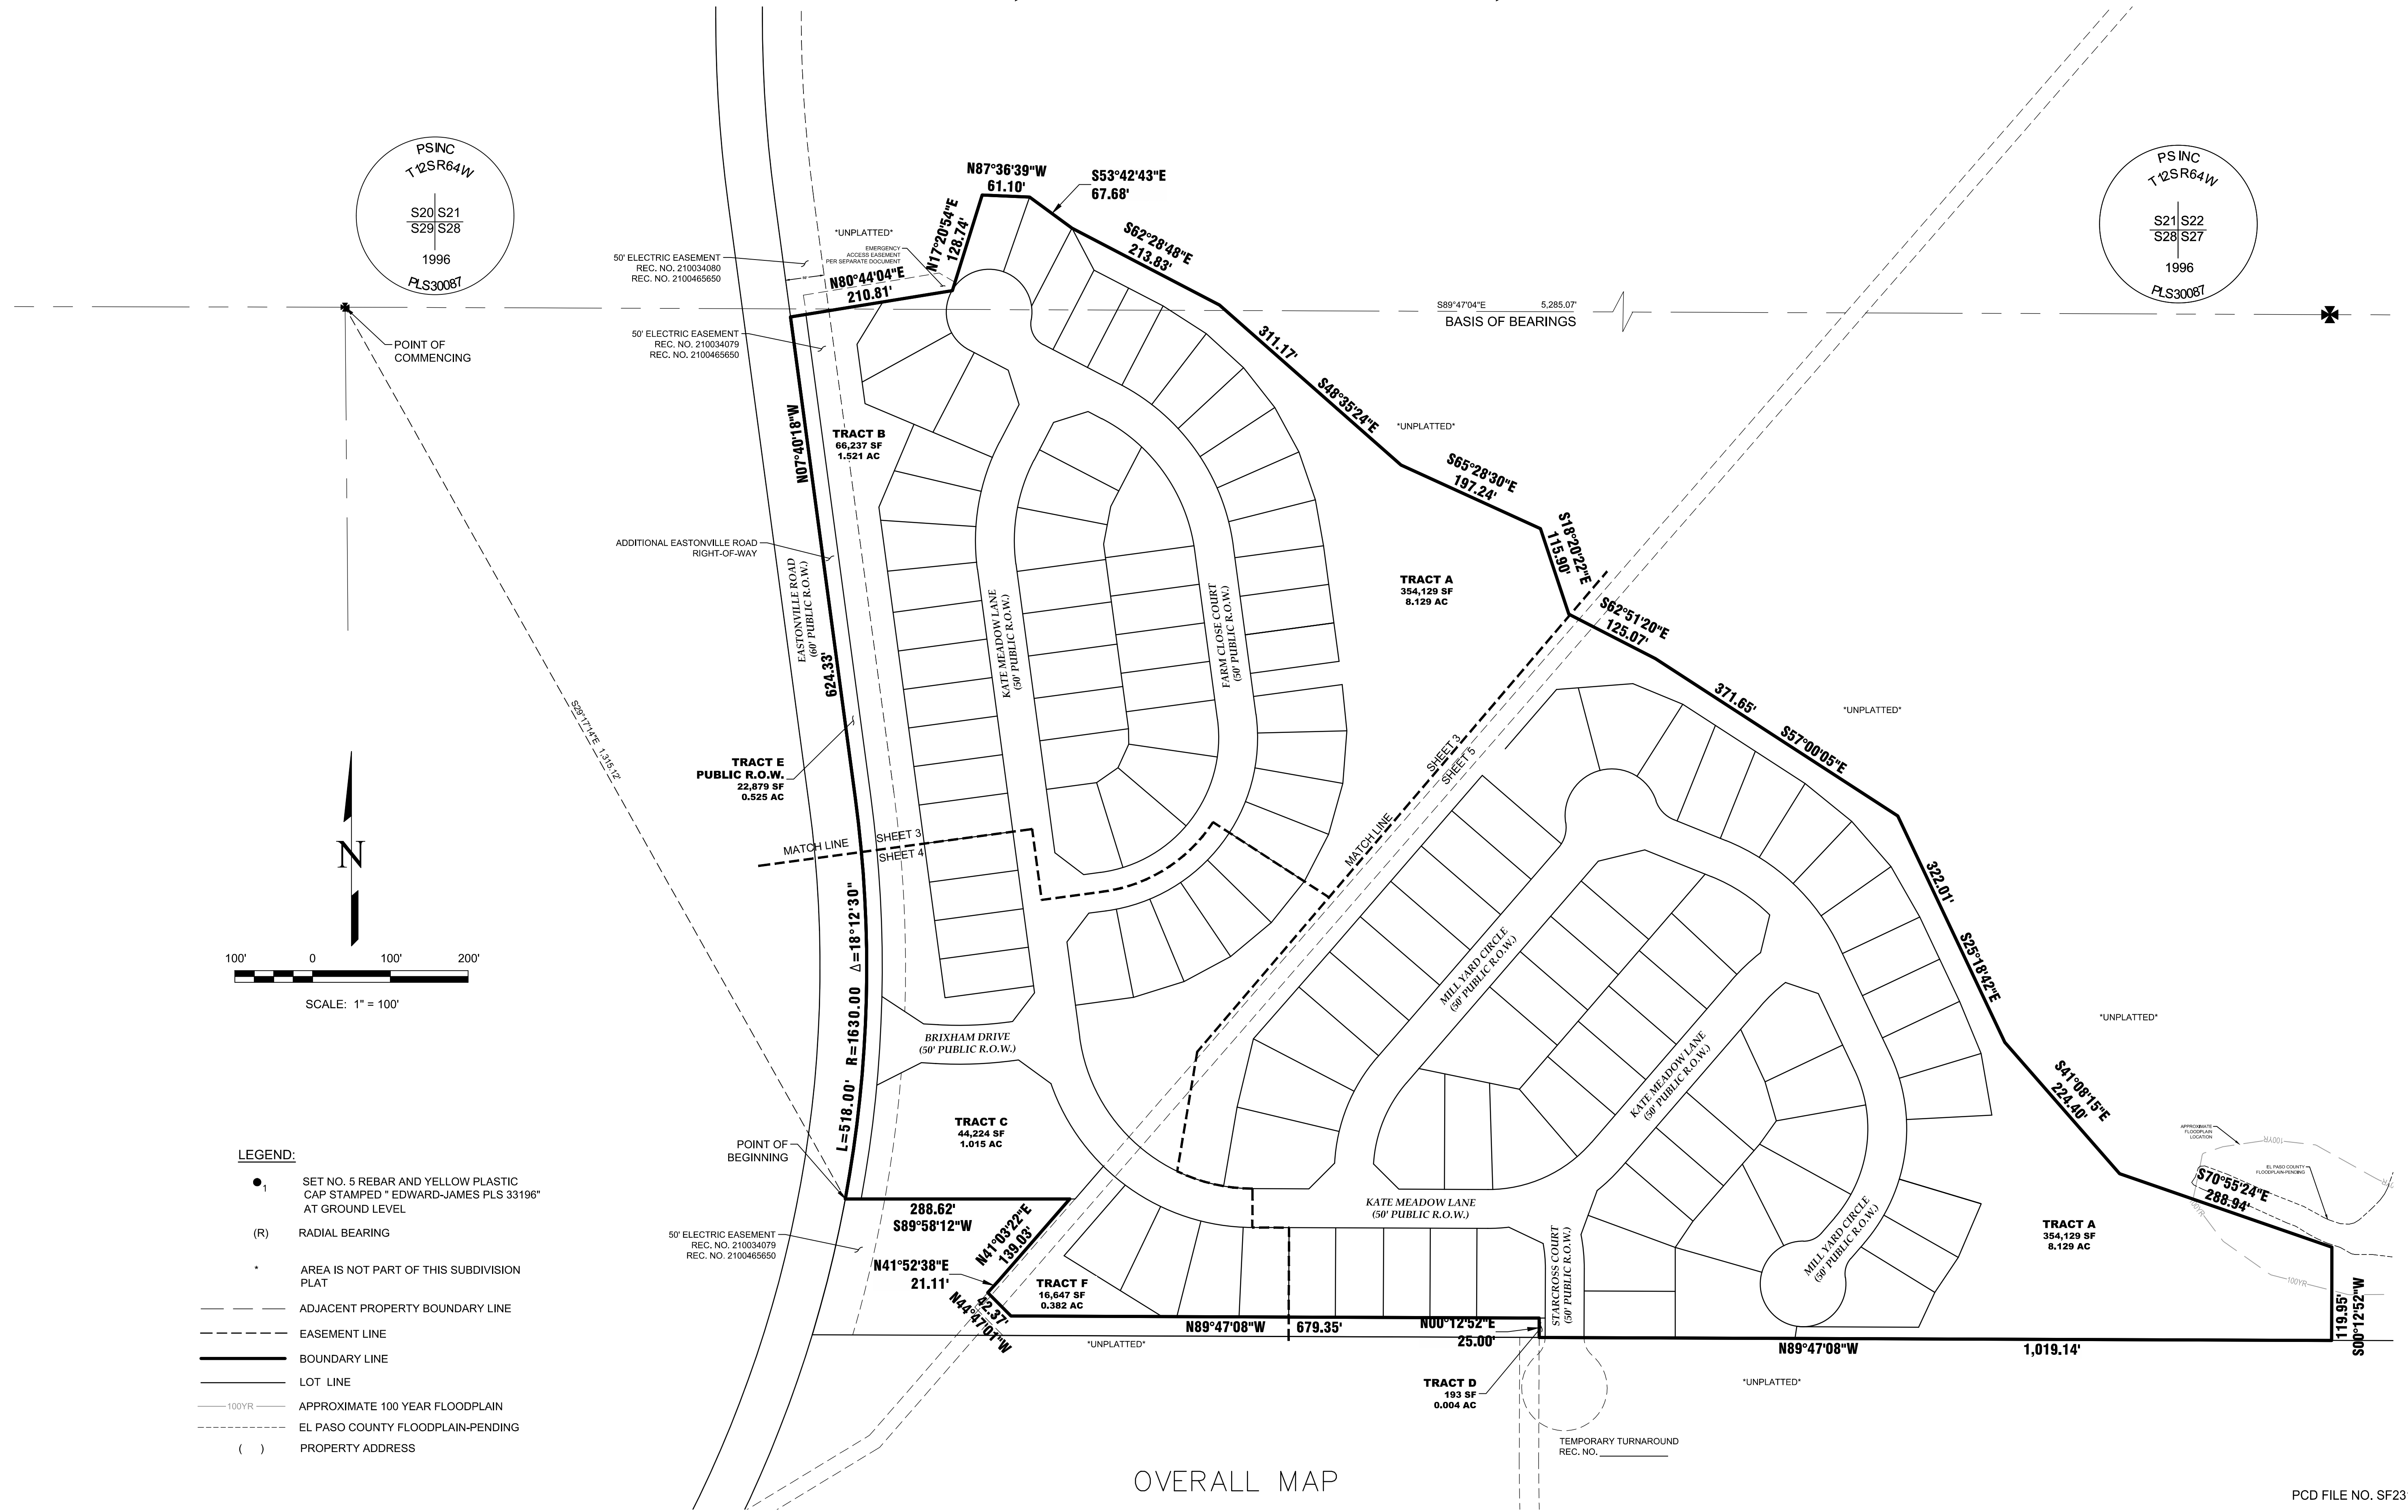 PS INC
T12S R64W
S20 S21
S29 S28
1996
PLS30087
PS INC
T12S R64W
S21 S22
S28 S27
1996
PLS30087
N87°36'39"W
61.10'
S53°42'43"E
67.68'
N17°20'54"E
128.74'
S62°28'48"E
213.83'
*UNPLATTED*
EMERGENCY
ACCESS EASEMENT
PER SEPARATE DOCUMENT
50' ELECTRIC EASEMENT
REC. NO. 210034080
REC. NO. 2100465650
N80°44'04"E
210.81'
S89°47'04"E 5,285.07'
BASIS OF BEARINGS
POINT OF
COMMENCING
50' ELECTRIC EASEMENT
REC. NO. 210034079
REC. NO. 2100465650
311.17'
S48°35'24"E
*UNPLATTED*
N07°40'18"W
624.33'
TRACT B
66,237 SF
1.521 AC
S65°28'30"E
197.24'
S18°20'22"E
115.90'
ADDITIONAL EASTONVILLE ROAD
RIGHT-OF-WAY
EASTONVILLE ROAD
(60' PUBLIC R.O.W.)
KATE MEADOW LANE
(50' PUBLIC R.O.W.)
FARM CLOSE COURT
(50' PUBLIC R.O.W.)
TRACT A
354,129 SF
8.129 AC
S62°51'20"E
125.07'
371.65'
S57°00'05"E
*UNPLATTED*
S29°17'14"E 1,315.12'
TRACT E
PUBLIC R.O.W.
22,879 SF
0.525 AC
SHEET 3
SHEET 5
MATCH LINE
MATCH LINE
SHEET 3
SHEET 4
N
100' 0 100' 200'
SCALE: 1" = 100'
L=518.00' R=1630.00 Δ=18°12'30"
322.01'
S25°18'42"E
MILL YARD CIRCLE
(50' PUBLIC R.O.W.)
BRIXHAM DRIVE
(50' PUBLIC R.O.W.)
*UNPLATTED*
KATE MEADOW LANE
(50' PUBLIC R.O.W.)
S41°08'15"E
224.40'
TRACT C
44,224 SF
1.015 AC
POINT OF
BEGINNING
APPROXIMATE
FLOODPLAIN
LOCATION
100YR
EL PASO COUNTY
FLOODPLAIN-PENDING
S70°55'24"E
288.94'
100YR
LEGEND:
1 SET NO. 5 REBAR AND YELLOW PLASTIC
CAP STAMPED " EDWARD-JAMES PLS 33196"
AT GROUND LEVEL
(R) RADIAL BEARING
* AREA IS NOT PART OF THIS SUBDIVISION
PLAT
ADJACENT PROPERTY BOUNDARY LINE
EASEMENT LINE
BOUNDARY LINE
LOT LINE
100YR APPROXIMATE 100 YEAR FLOODPLAIN
EL PASO COUNTY FLOODPLAIN-PENDING
( ) PROPERTY ADDRESS
288.62'
S89°58'12"W
50' ELECTRIC EASEMENT
REC. NO. 210034079
REC. NO. 2100465650
N41°03'22"E
139.03'
N41°52'38"E
21.11'
42.37'
N44°47'01"W
TRACT F
16,647 SF
0.382 AC
KATE MEADOW LANE
(50' PUBLIC R.O.W.)
STARCROSS COURT
(50' PUBLIC R.O.W.)
MILL YARD CIRCLE
(50' PUBLIC R.O.W.)
TRACT A
354,129 SF
8.129 AC
100YR
119.95'
S00°12'52"W
N89°47'08"W 679.35'
N00°12'52"E
25.00'
*UNPLATTED*
N89°47'08"W 1,019.14'
*UNPLATTED*
TRACT D
193 SF
0.004 AC
TEMPORARY TURNAROUND
REC. NO.
OVERALL MAP
PCD FILE NO. SF23